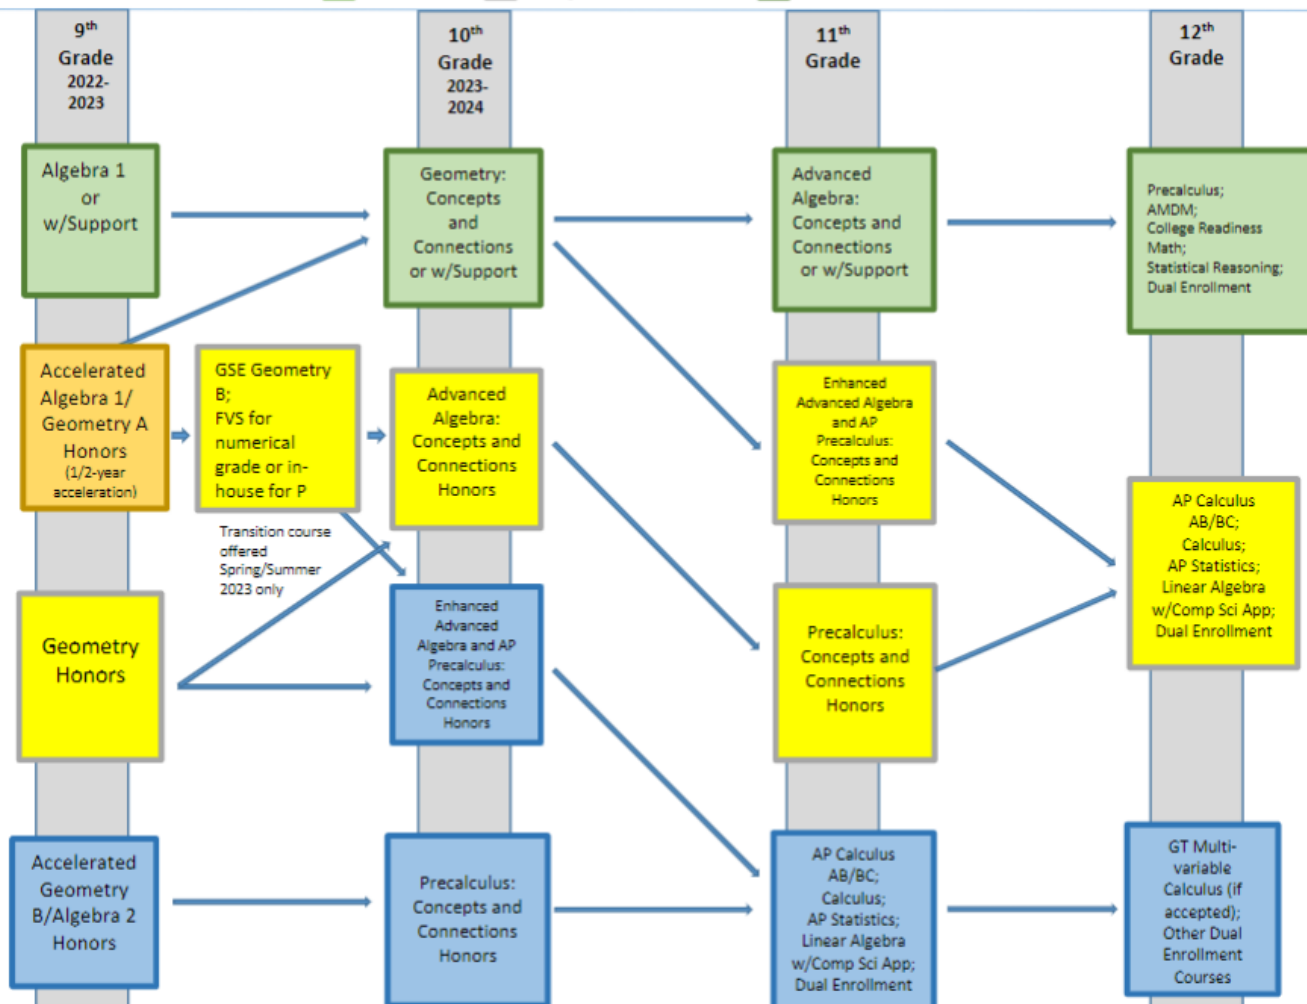 9th
Grade
2022-
2023
10th
Grade
2023-
2024
11th
Grade
12th
Grade
Algebra 1
or
w/Support
Geometry:
Concepts
and
Connections
or w/Support
Advanced
Algebra:
Concepts and
Connections
or w/Support
Precalculus;
AMDM;
College Readiness
Math;
Statistical Reasoning;
Dual Enrollment
Accelerated
Algebra 1/
Geometry A
Honors
(1/2-year
acceleration)
GSE Geometry
B;
FVS for
numerical
grade or in-
house for P
Transition course
offered
Spring/Summer
2023 only
Advanced
Algebra:
Concepts and
Connections
Honors
Enhanced
Advanced Algebra
and AP
Precalculus:
Concepts and
Connections
Honors
AP Calculus
AB/BC;
Calculus;
AP Statistics;
Linear Algebra
w/Comp Sci App;
Dual Enrollment
Geometry
Honors
Enhanced
Advanced
Algebra and AP
Precalculus:
Concepts and
Connections
Honors
Precalculus:
Concepts and
Connections
Honors
Accelerated
Geometry
B/Algebra 2
Honors
Precalculus:
Concepts and
Connections
Honors
AP Calculus
AB/BC;
Calculus;
AP Statistics;
Linear Algebra
w/Comp Sci App;
Dual Enrollment
GT Multi-
variable
Calculus (if
accepted);
Other Dual
Enrollment
Courses